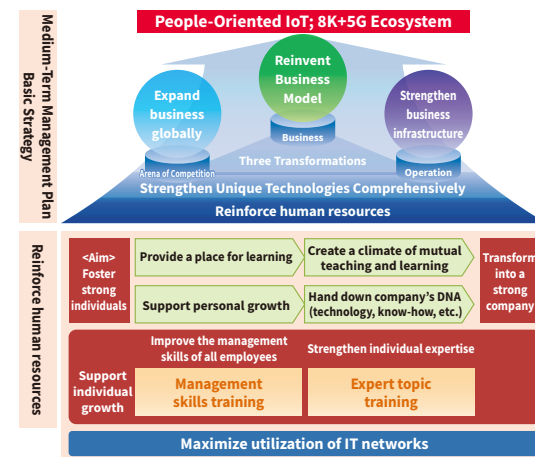 People-Oriented IoT; 8K+5G Ecosystem
Medium-Term Management Plan
Basic Strategy
Reinvent
Business
Model
Expand
business
globally
Strengthen
business
infrastructure
Business
Arena of Competition
Three Transformations
Operation
Strengthen Unique Technologies Comprehensively
Reinforce human resources
Reinforce human resources
<Aim>
Foster
strong
individuals
Provide a place for learning
Create a climate of mutual
teaching and learning
Support personal growth
Hand down company's DNA
(technology, know-how, etc.)
Transform
into a
strong
company
Support
individual
growth
Improve the management
skills of all employees
Management
skills training
Strengthen individual expertise
Expert topic
training
Maximize utilization of IT networks